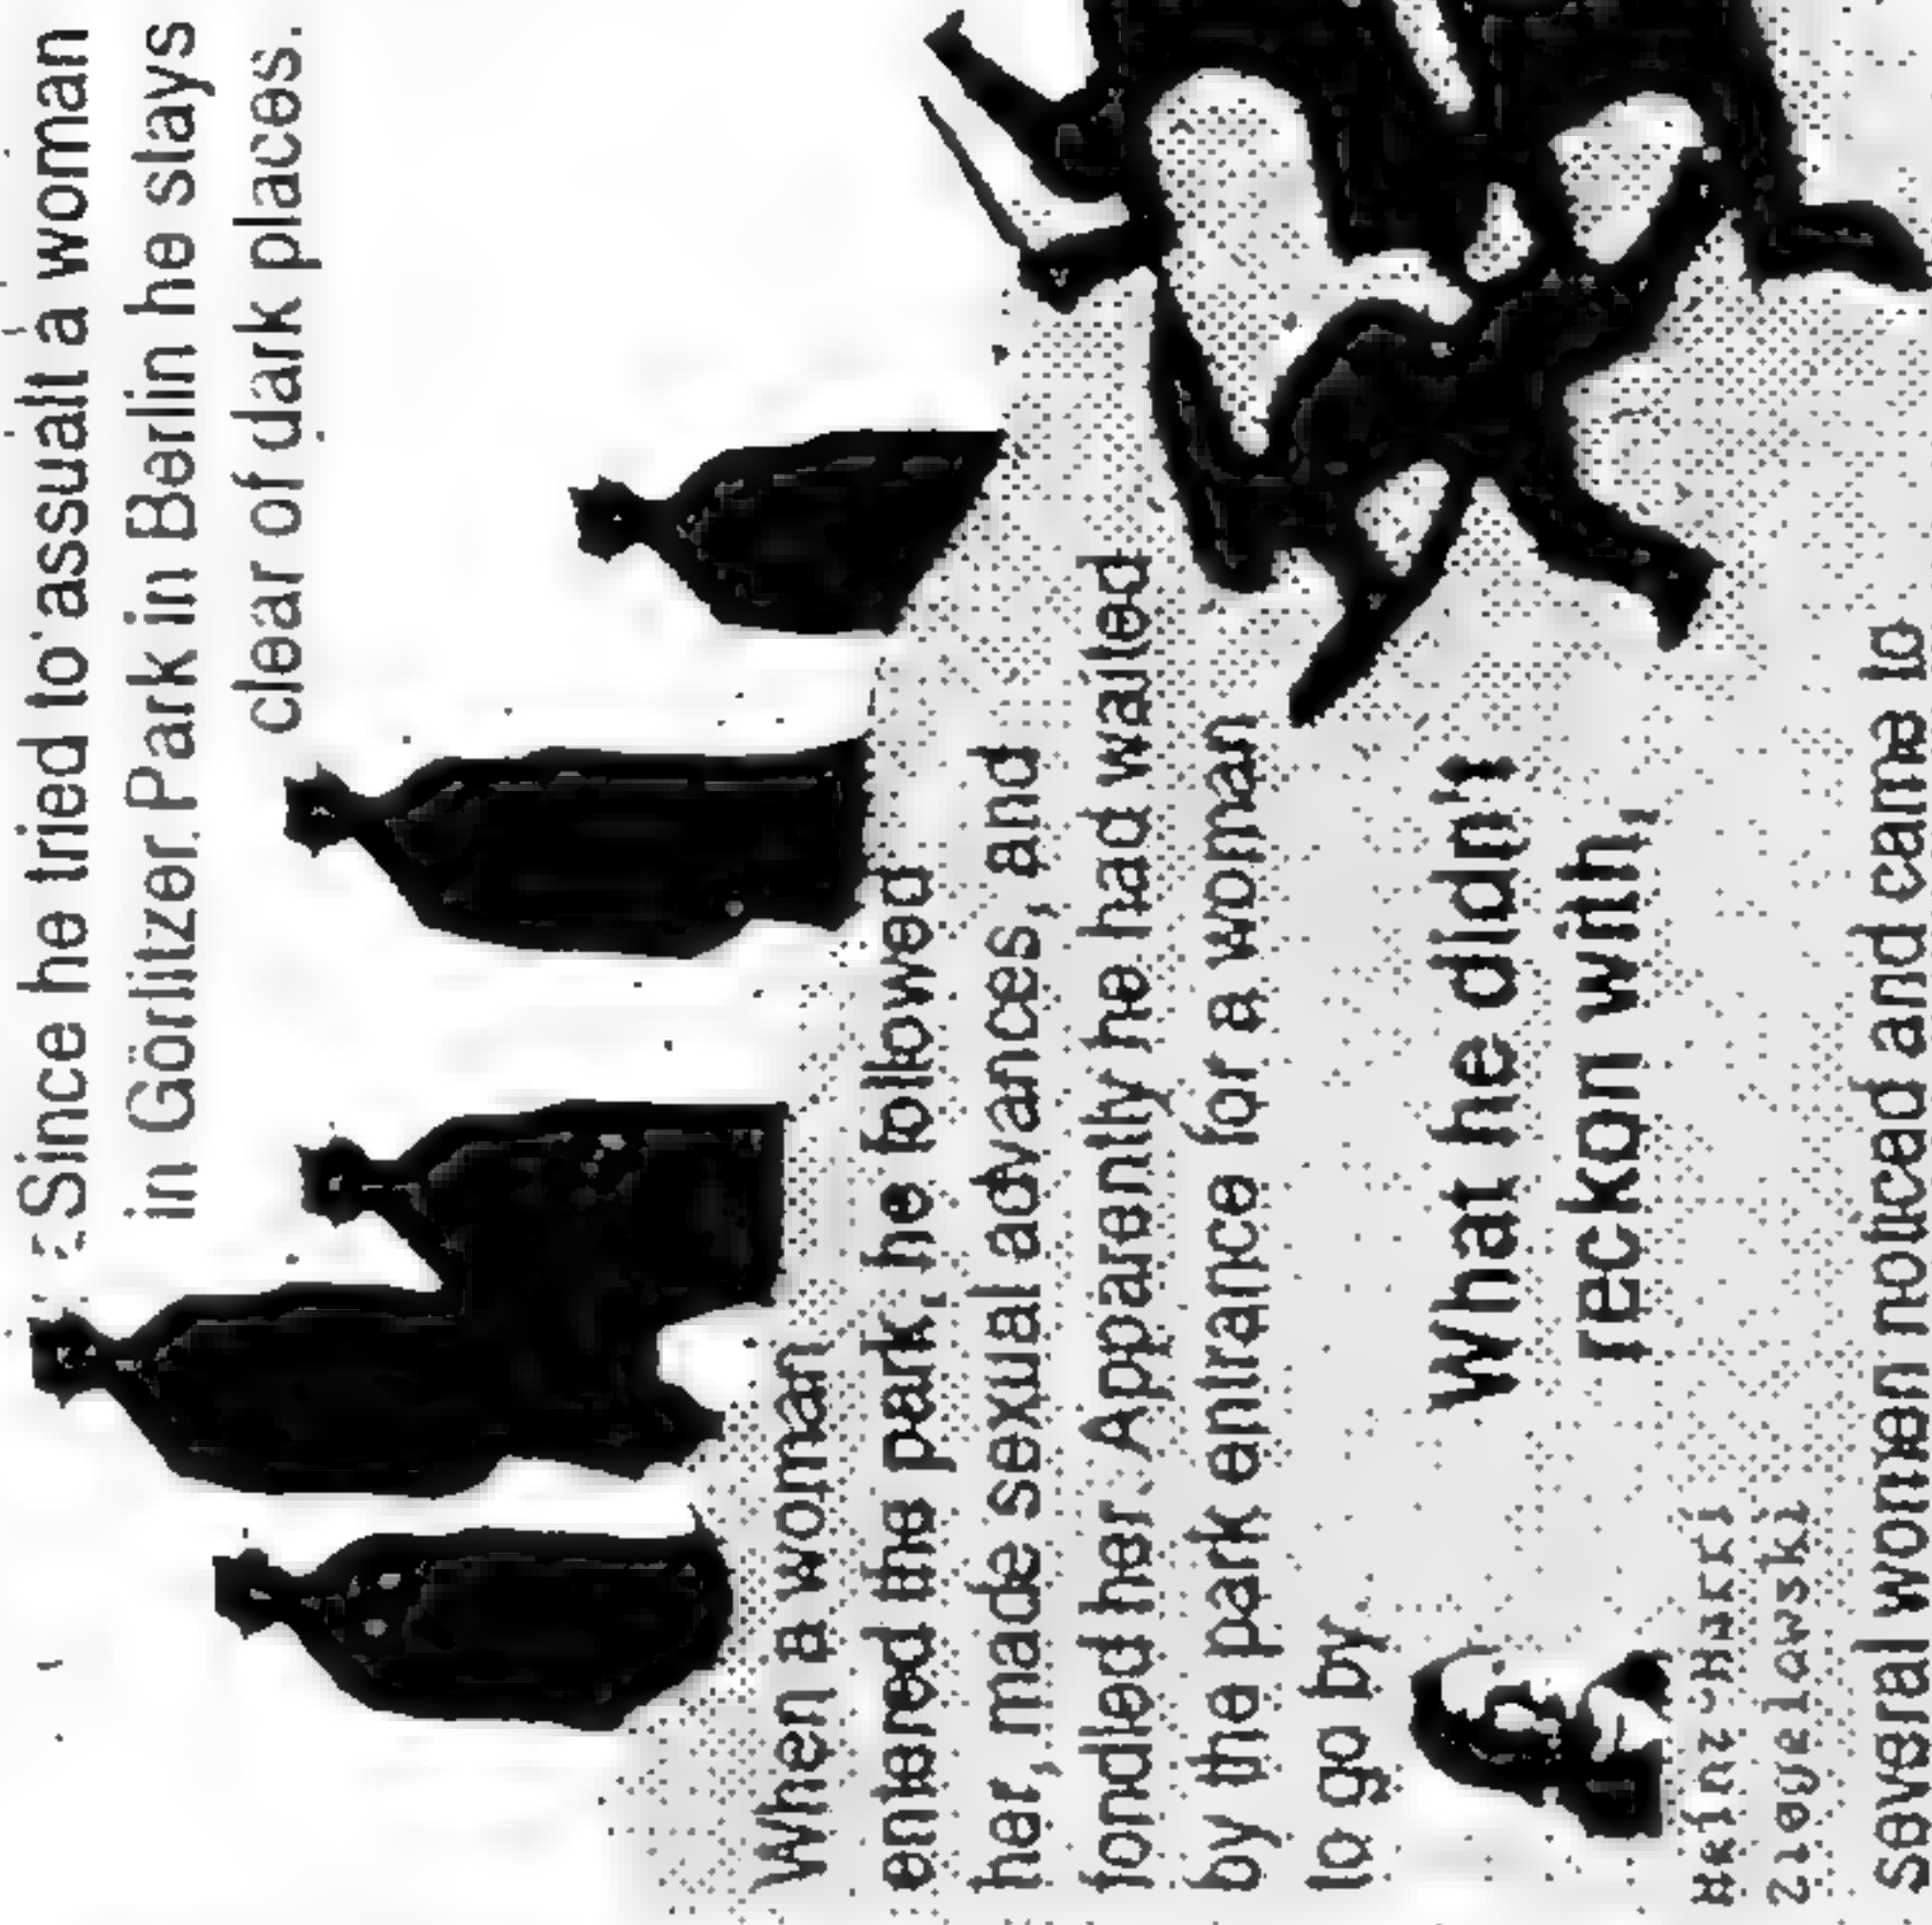 Since he tried to assualt a woman
in Görlitzer Park in Berlin he stays
clear of dark places.
When a woman
entered the park, he followed
her, made sexual advances, and
fondled her. Apparently he had waited
by the park entrance for a woman
to go by.
What he didn't
reckon with,
Heinz-Harri
several women noticed and came to